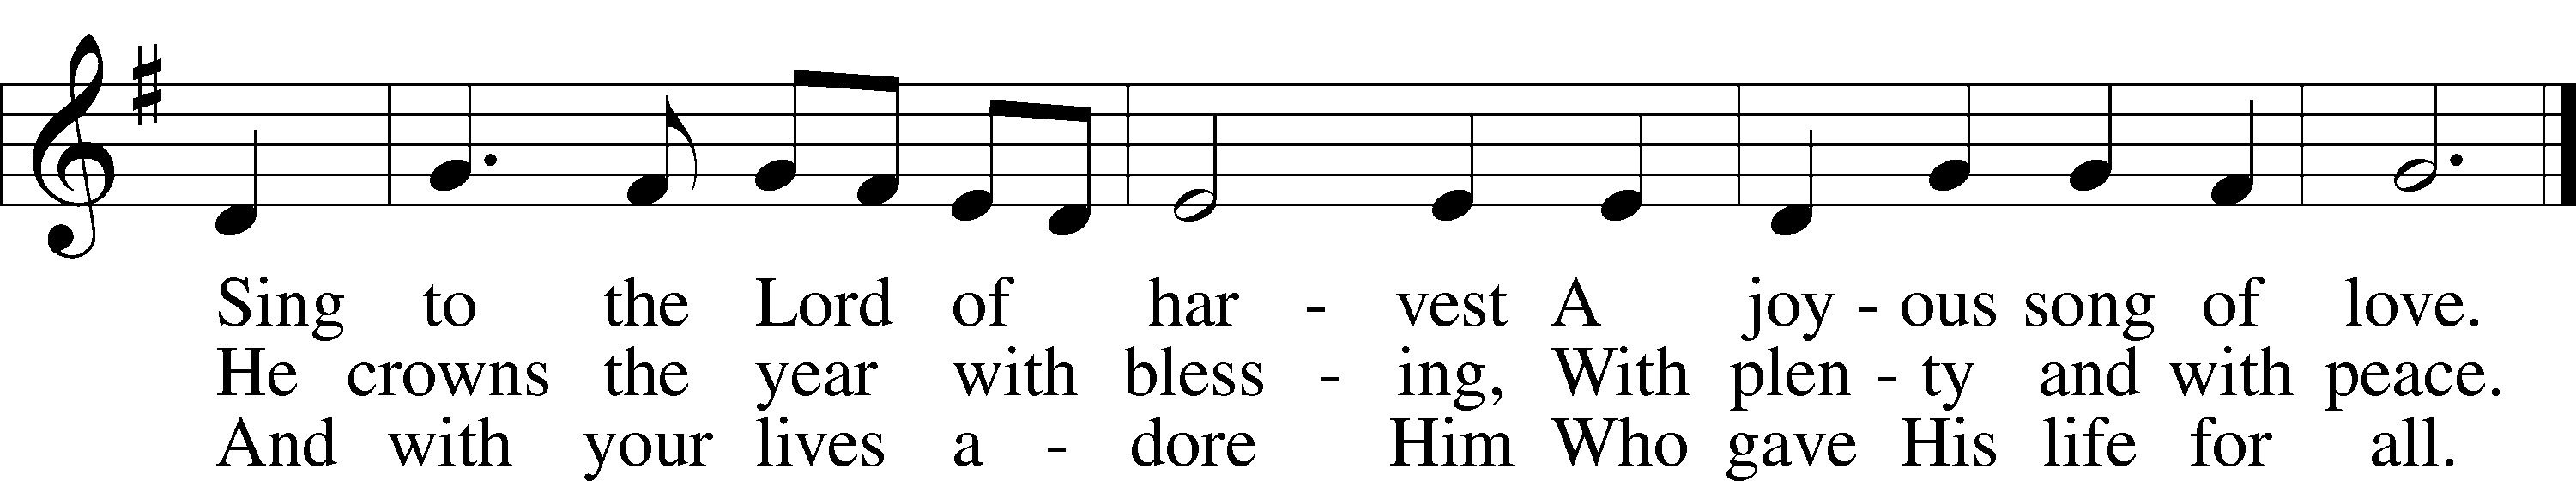 Sing to the Lord of har - vest A joy - ous song of love.
He crowns the year with bless - ing, With plen - ty and with peace.
And with your lives a - dore Him Who gave His life for all.